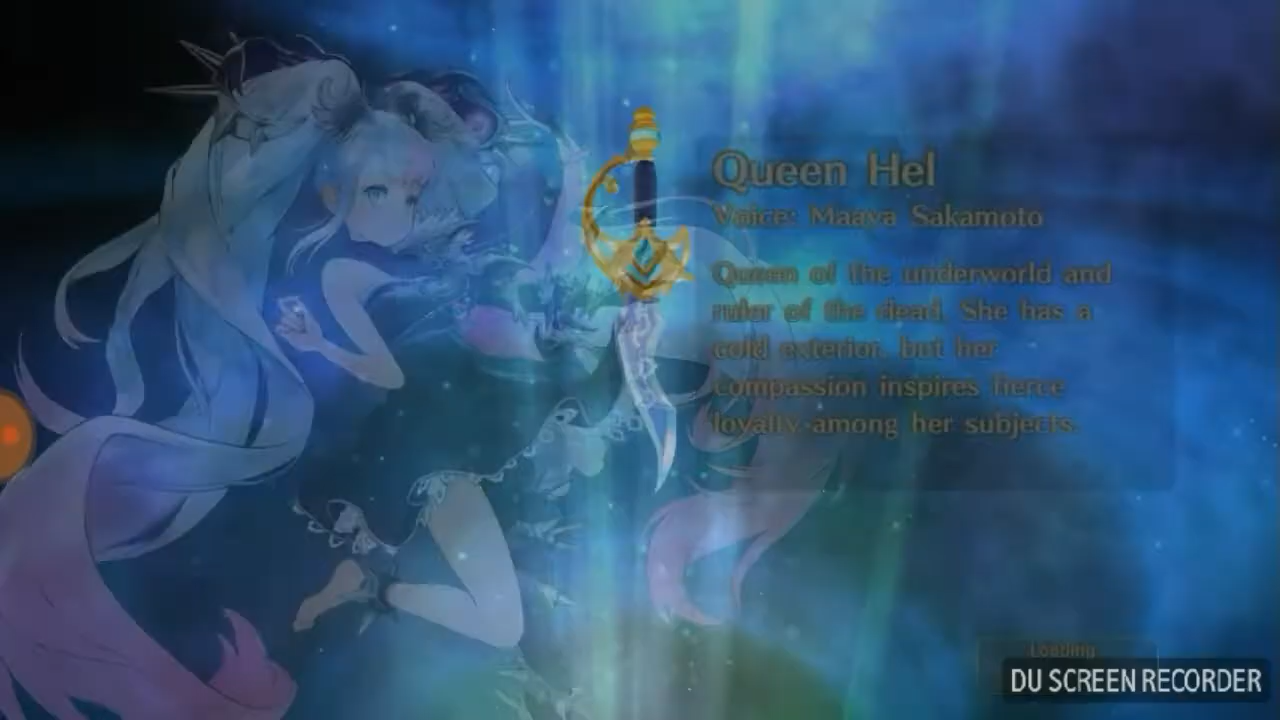 Queen Hel
Voice: Maaya Sakamoto
Queen of the underworld and
ruler of the dead. She has a
cold exterior, but her
compassion inspires fierce
loyalty among her subjects.
Loading
DU SCREEN RECORDER